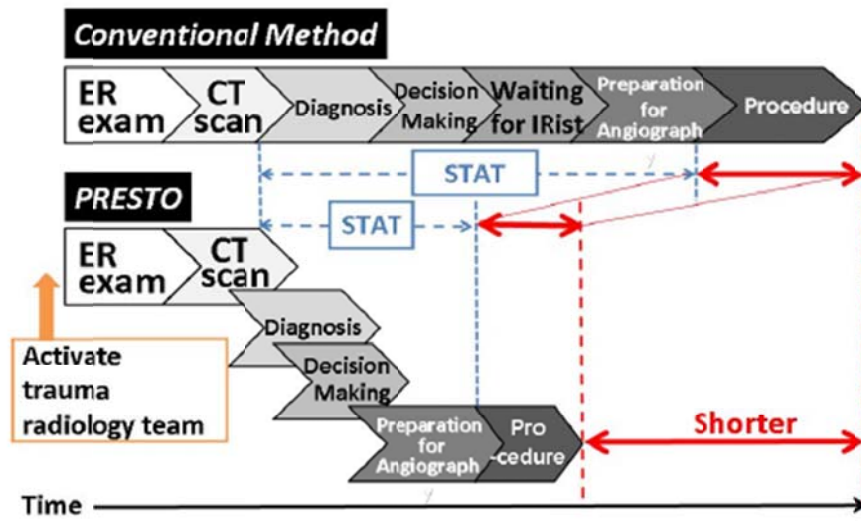 Conventional Method
ER
exam
CT
scan
Diagnosis
Decision
Making
Waiting
for IRist
Preparation
for
Angiograph
y
Procedure
STAT
PRESTO
STAT
ER
exam
CT
scan
Diagnosis
Activate
trauma
radiology team
Decision
Making
Preparation
for
Angiograph
y
Pro
-cedure
Shorter
Time